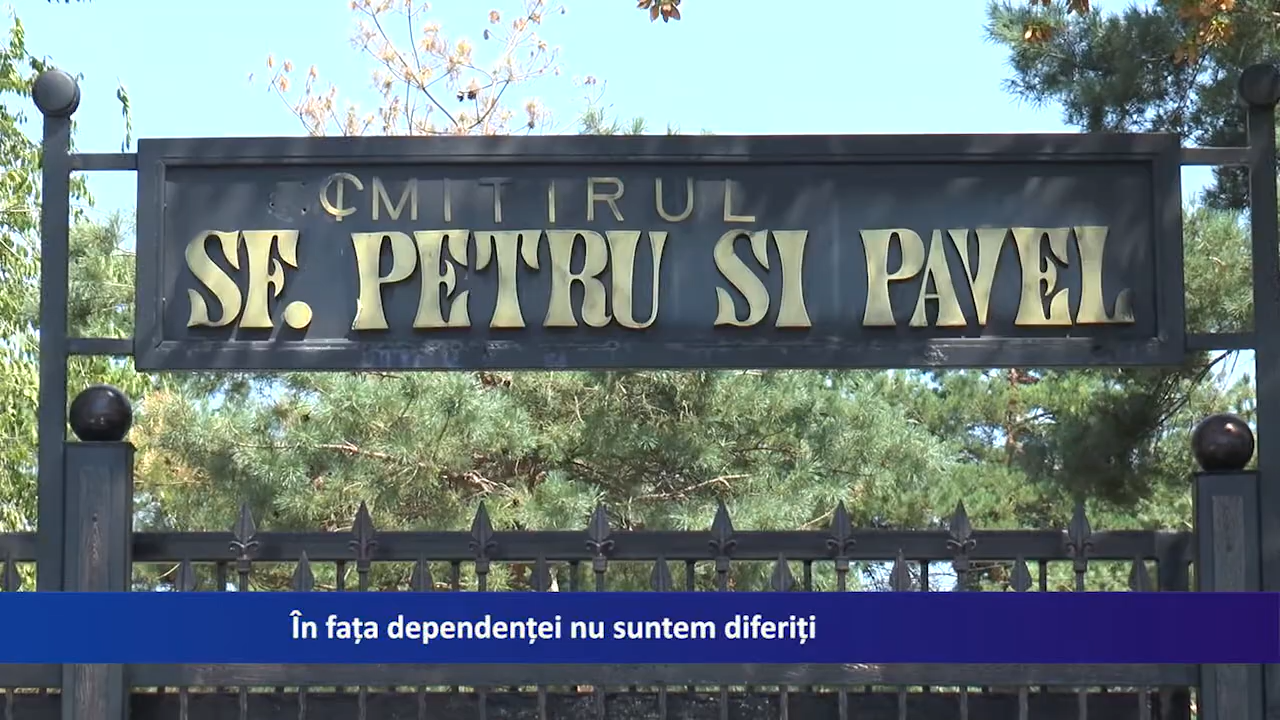 CIMITIRUL
SF. PETRU SI PAVEL
În fața dependenței nu suntem diferiți